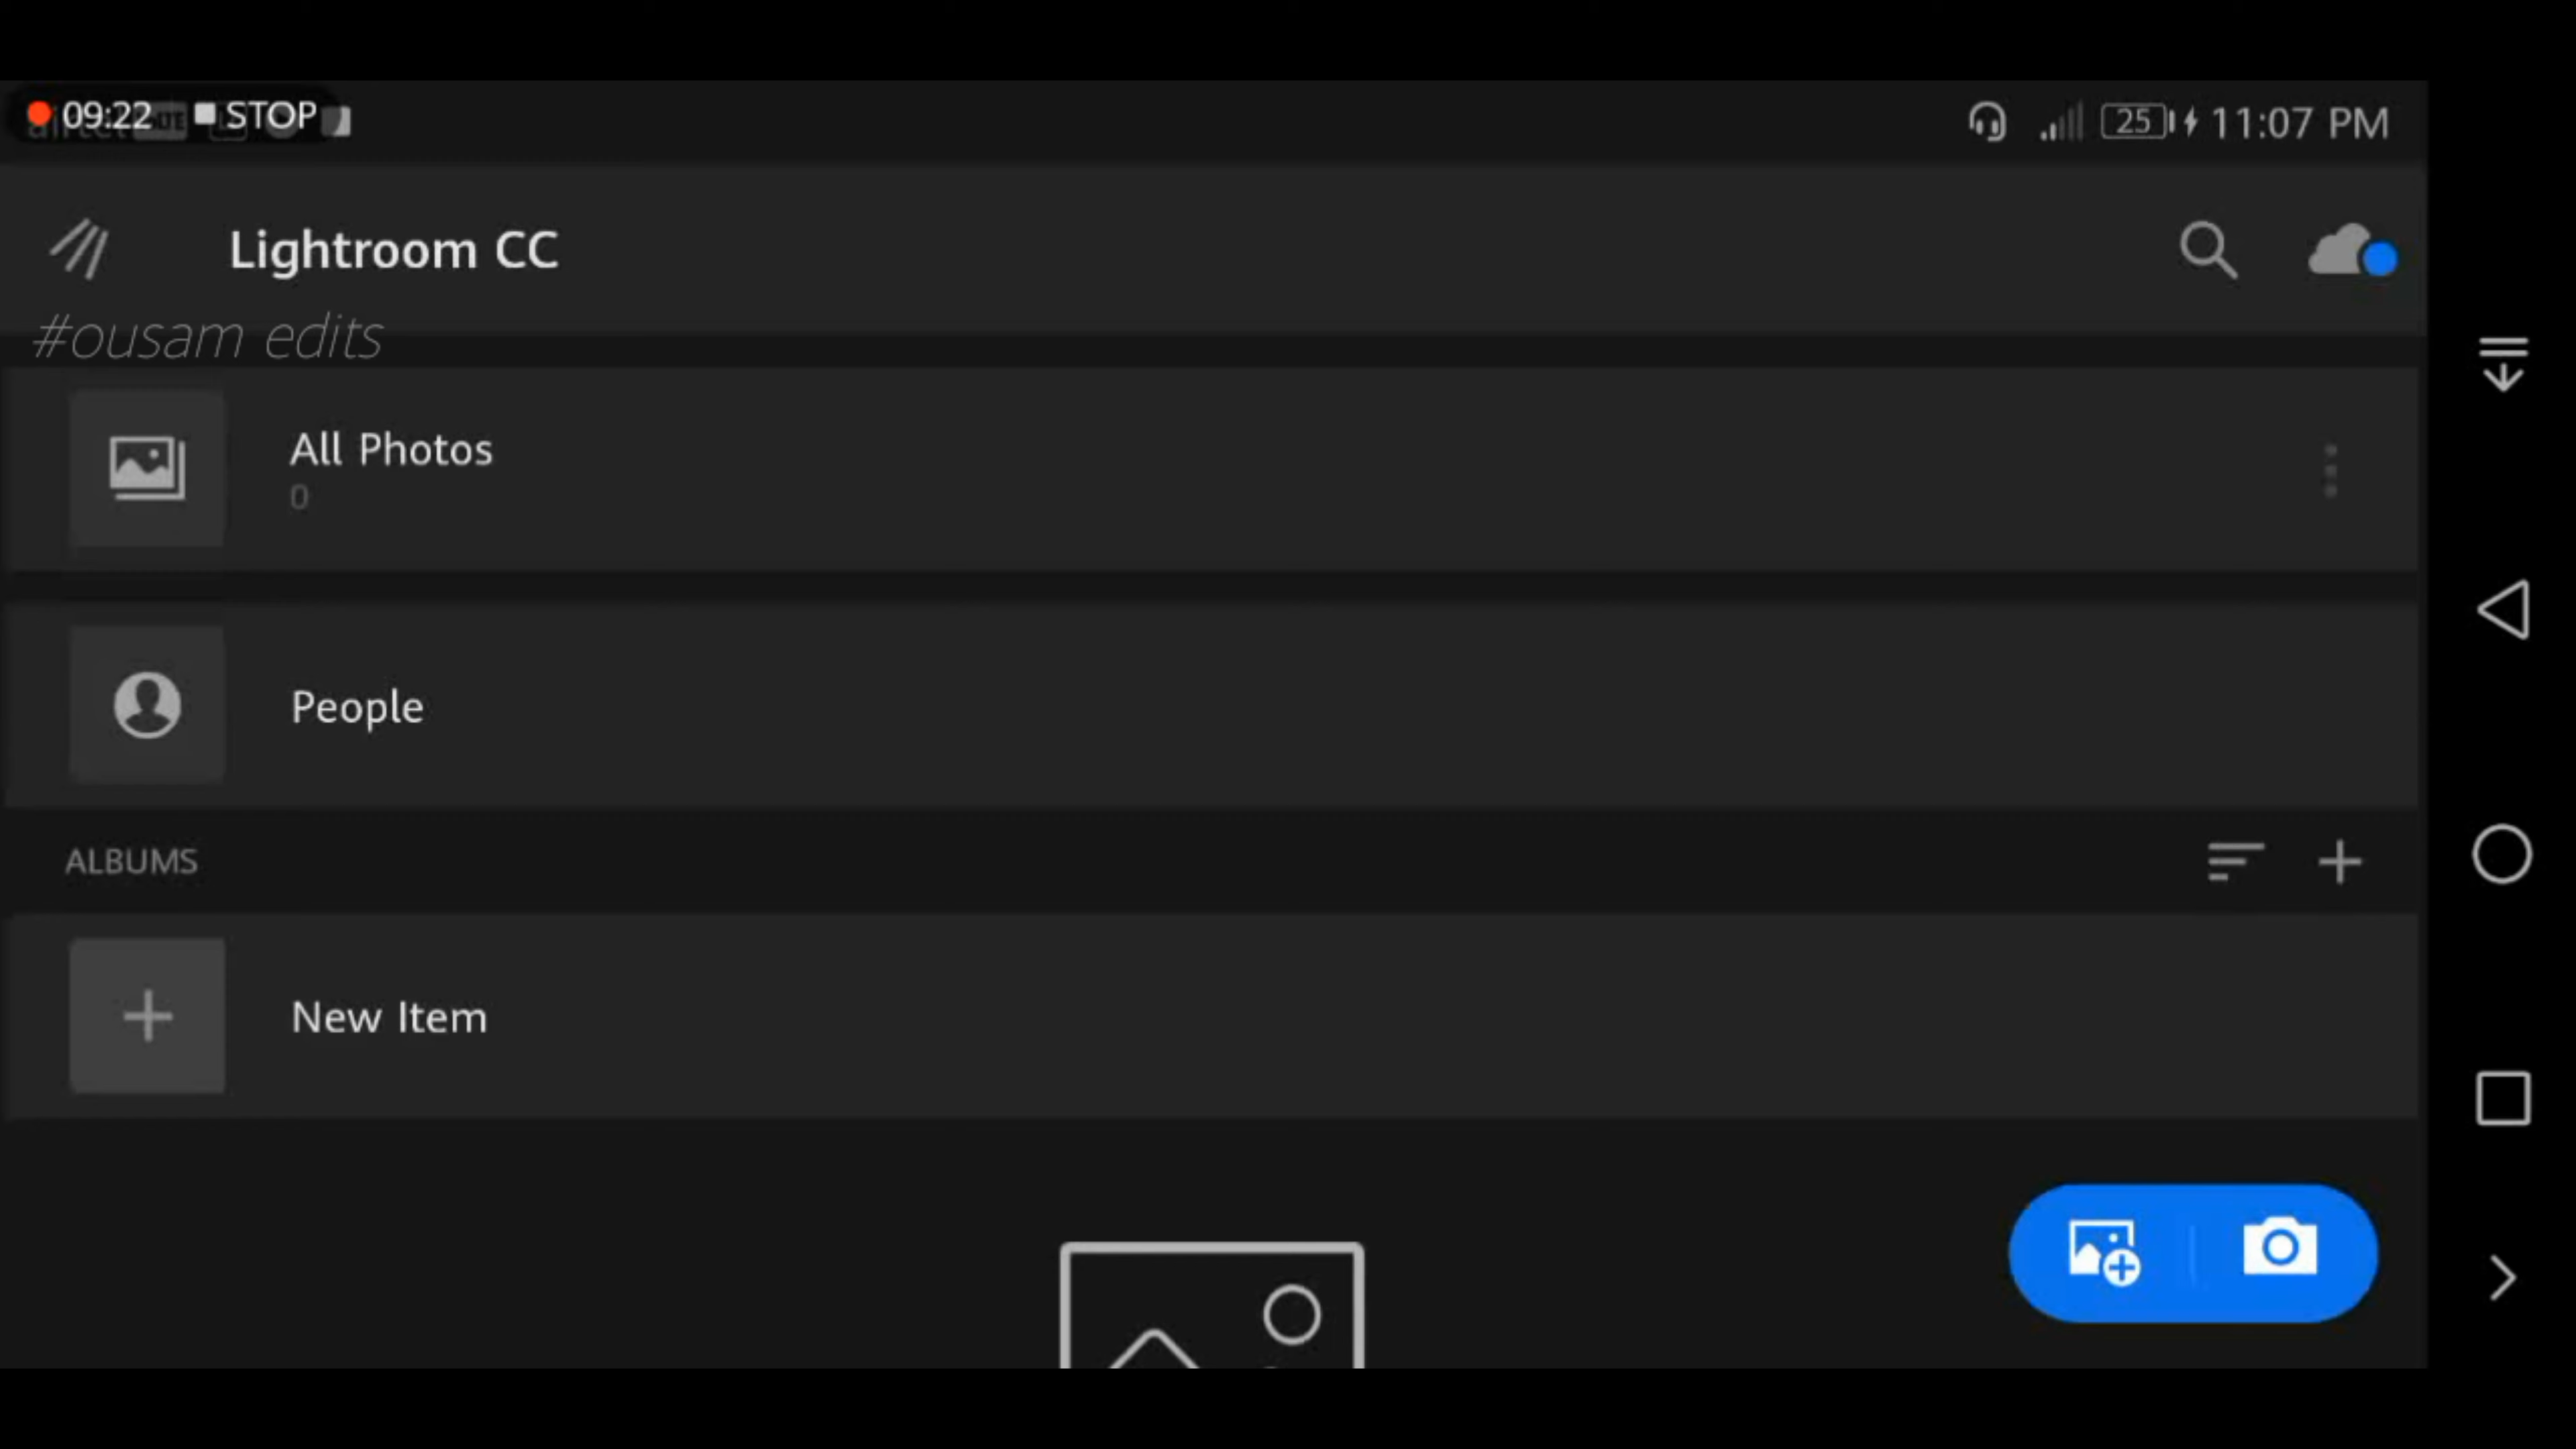 09:22 STOP
25 11:07 PM
Lightroom CC
#ousam edits
All Photos
0
People
ALBUMS
New Item